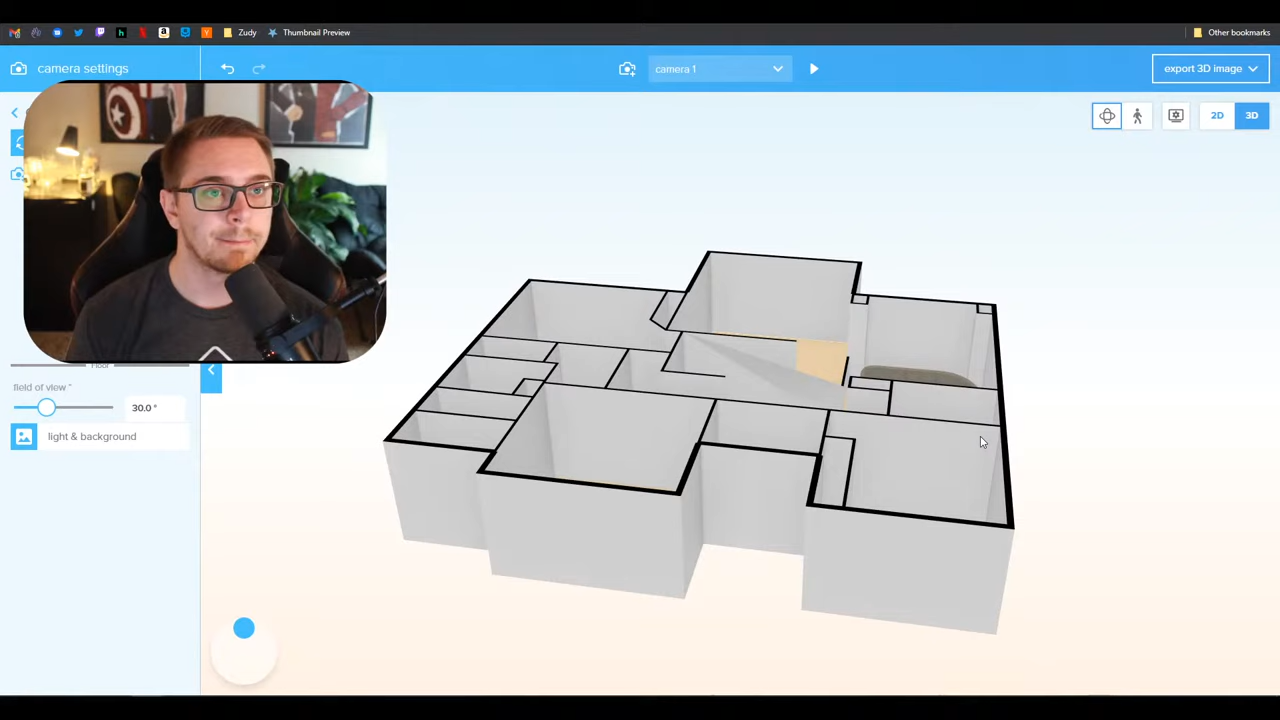 Zudy
Thumbnail Preview
Other bookmarks
camera settings
camera 1
export 3D image
2D
3D
Floor
field of view °
30.0 °
light & background